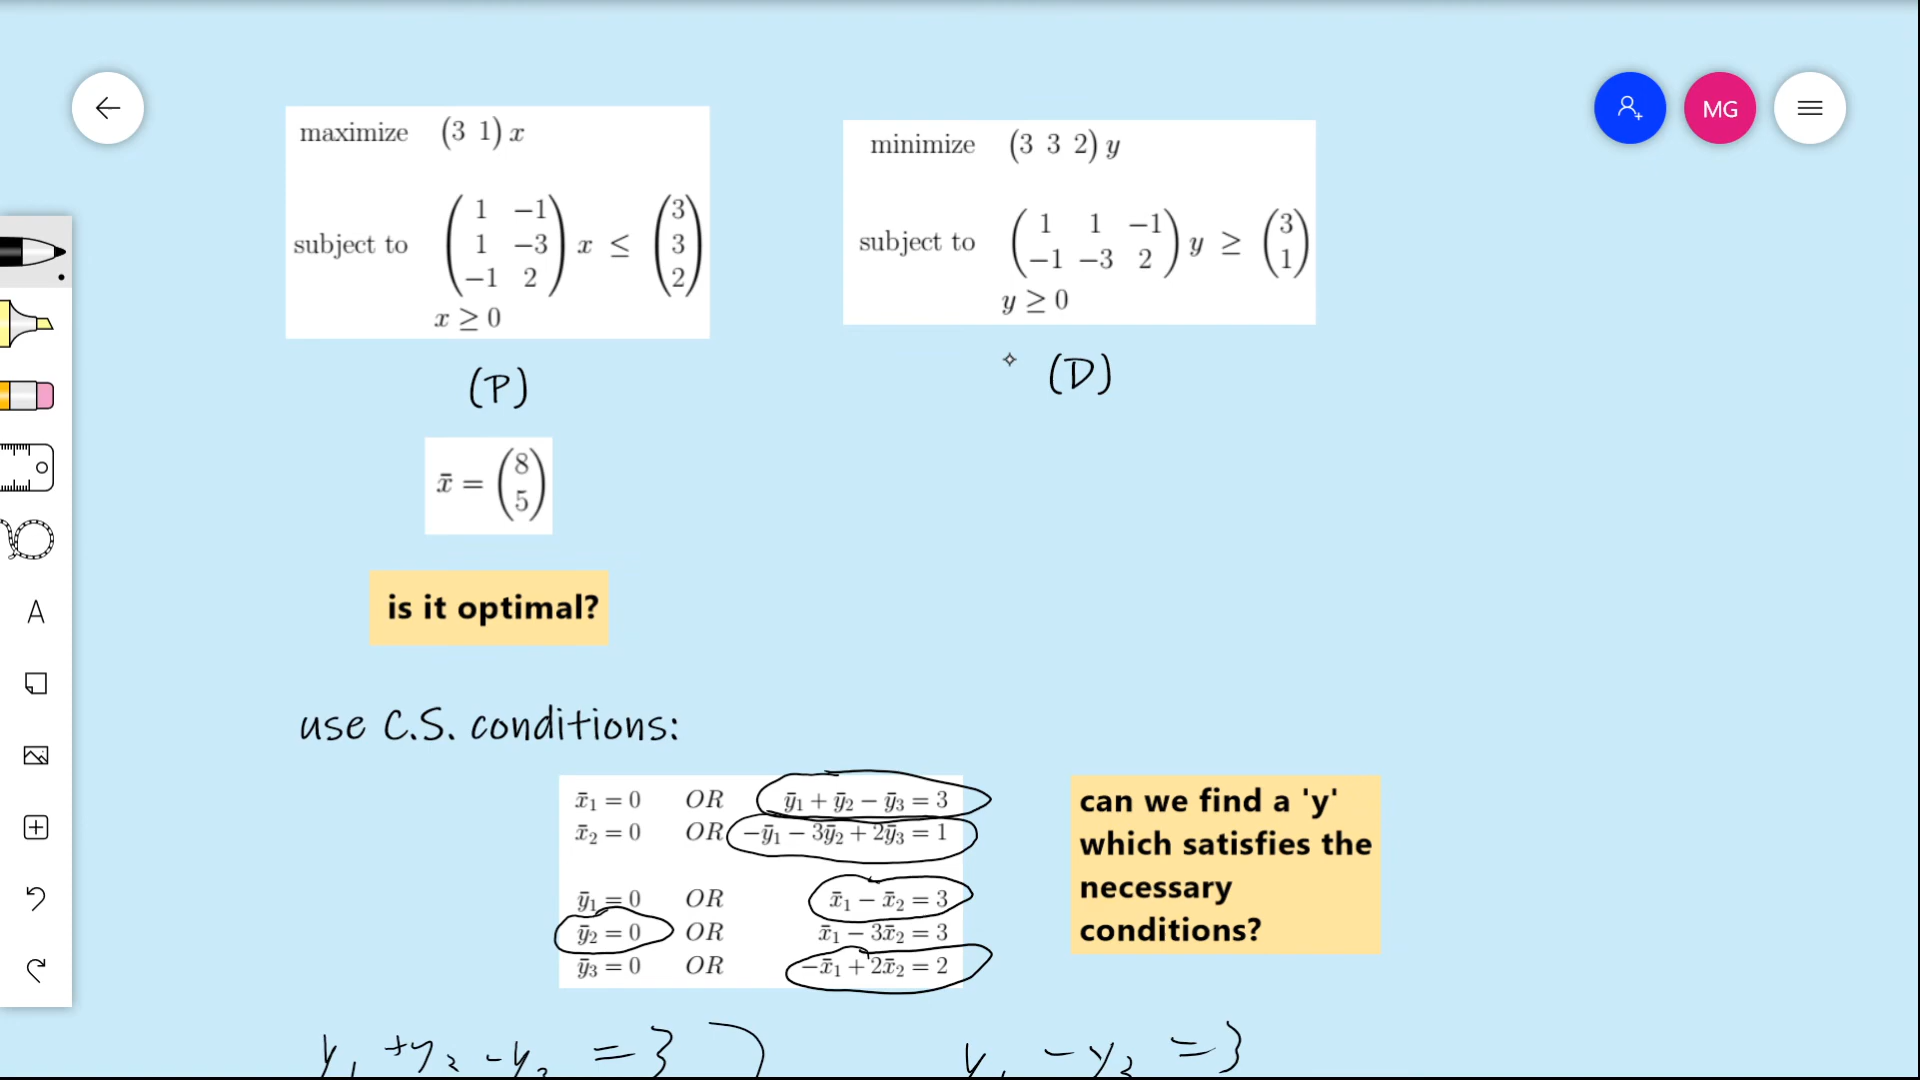 MG
maximize (3 1) x
subject to
( 1 −1
1 −3
−1 2 ) x ≤ ( 3
3
2 )
x ≥ 0
(P)
minimize (3 3 2) y
subject to
( 1 1 −1
−1 −3 2 ) y ≥ ( 3
1 )
y ≥ 0
(D)
x̄ = ( 8
5 )
is it optimal?
use C.S. conditions:
x̄₁ = 0 OR ȳ₁ + ȳ₂ − ȳ₃ = 3
x̄₂ = 0 OR −ȳ₁ − 3ȳ₂ + 2ȳ₃ = 1
ȳ₁ = 0 OR x̄₁ − x̄₂ = 3
ȳ₂ = 0 OR x̄₁ − 3x̄₂ = 3
ȳ₃ = 0 OR −x̄₁ + 2x̄₂ = 2
can we find a 'y'
which satisfies the
necessary
conditions?
A
y₁ + y₂ − y₃ = 3
y₁ − y₃ = 3